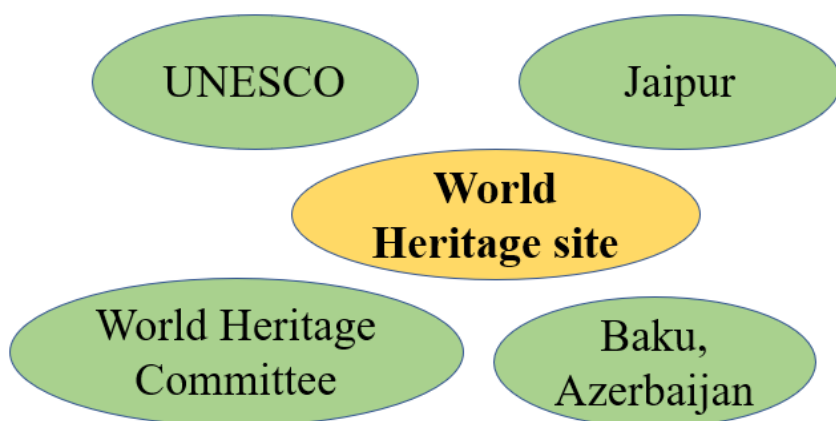 UNESCO
Jaipur
World
Heritage site
World Heritage
Committee
Baku,
Azerbaijan